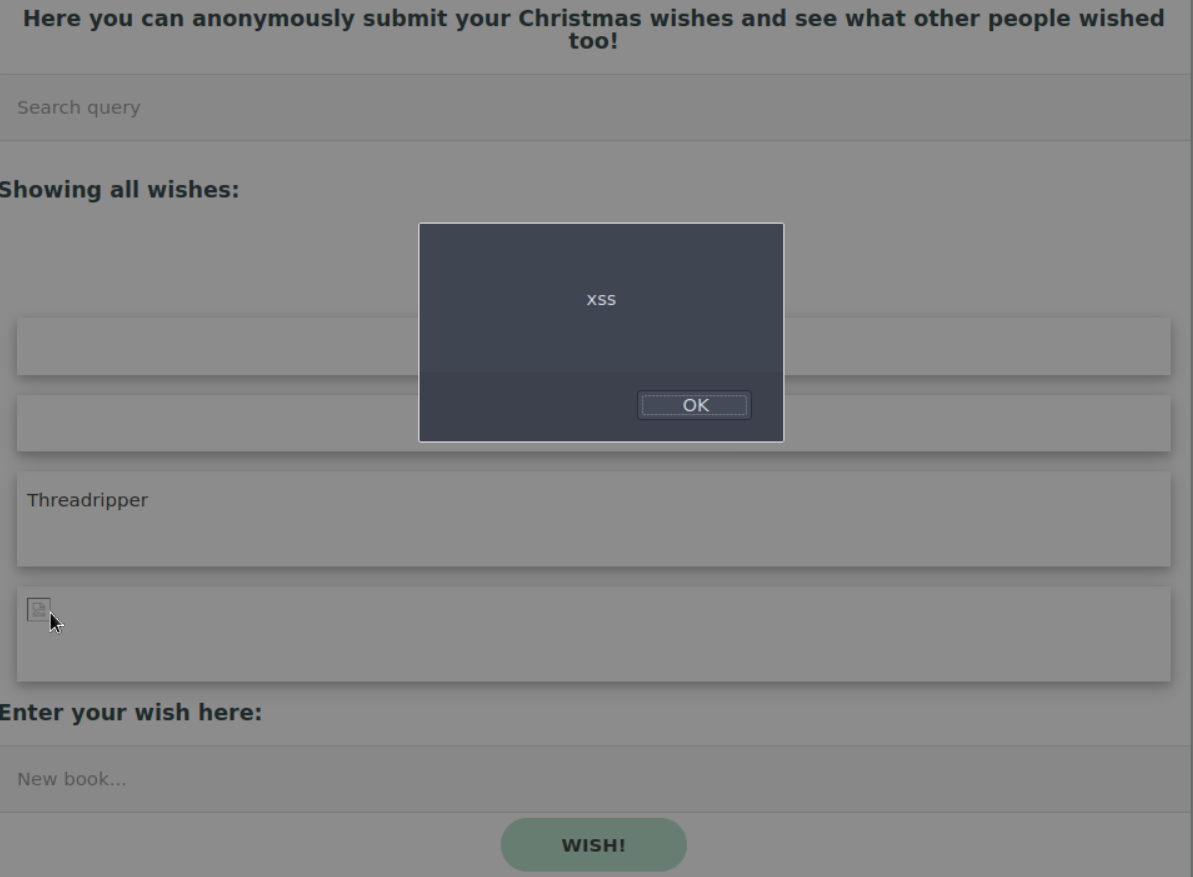 Here you can anonymously submit your Christmas wishes and see what other people wished
too!
Search query
Showing all wishes:
xss
OK
Threadripper
Enter your wish here:
New book...
WISH!